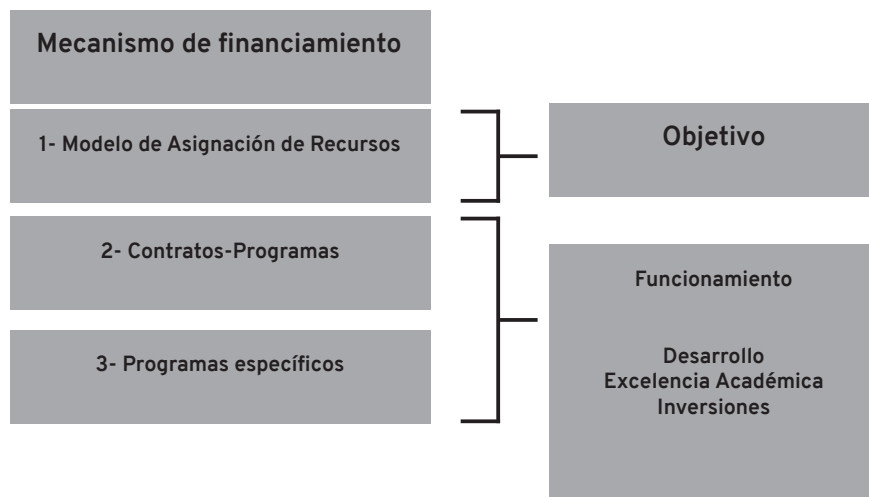 Mecanismo de financiamiento
1- Modelo de Asignación de Recursos
2- Contratos-Programas
3- Programas específicos
Objetivo
Funcionamiento
Desarrollo
Excelencia Académica
Inversiones